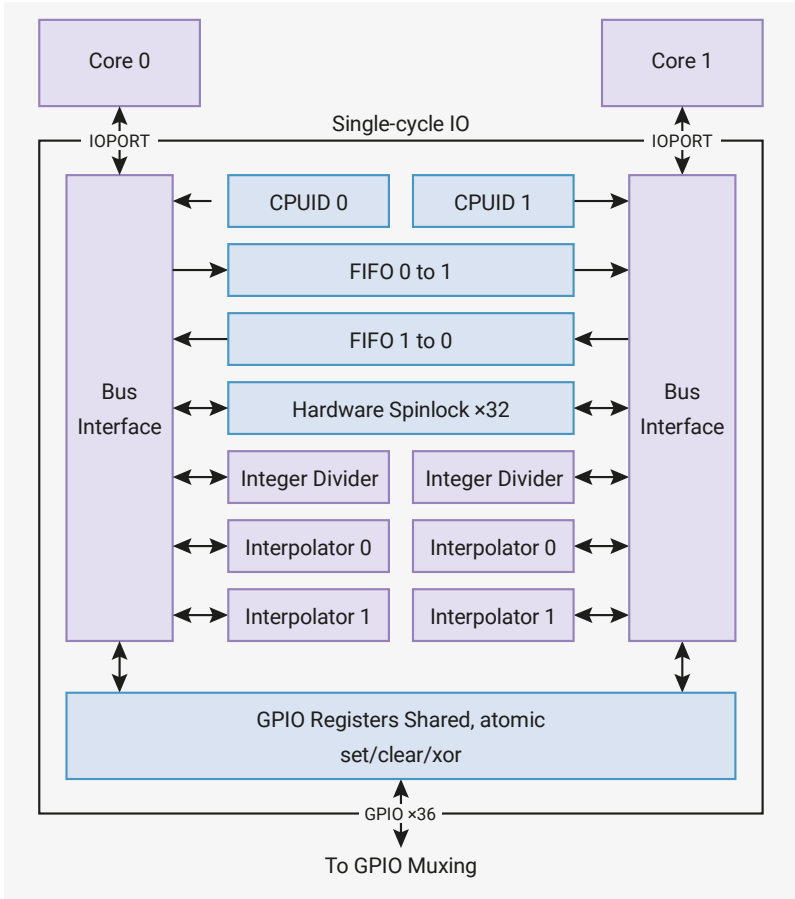 Core 0
Core 1
Single-cycle IO
IOPORT
IOPORT
CPUID 0
CPUID 1
FIFO 0 to 1
FIFO 1 to 0
Bus
Interface
Hardware Spinlock ×32
Bus
Interface
Integer Divider
Integer Divider
Interpolator 0
Interpolator 0
Interpolator 1
Interpolator 1
GPIO Registers Shared, atomic
set/clear/xor
GPIO ×36
To GPIO Muxing